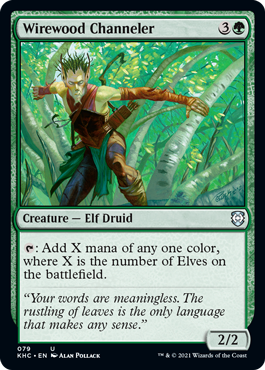 Wirewood Channeler 3
Creature — Elf Druid
: Add X mana of any one color,
where X is the number of Elves on
the battlefield.
“Your words are meaningless. The
rustling of leaves is the only language
that makes any sense.”
2/2
079 U
KHC • EN Alan Pollack ™ & © 2021 Wizards of the Coast